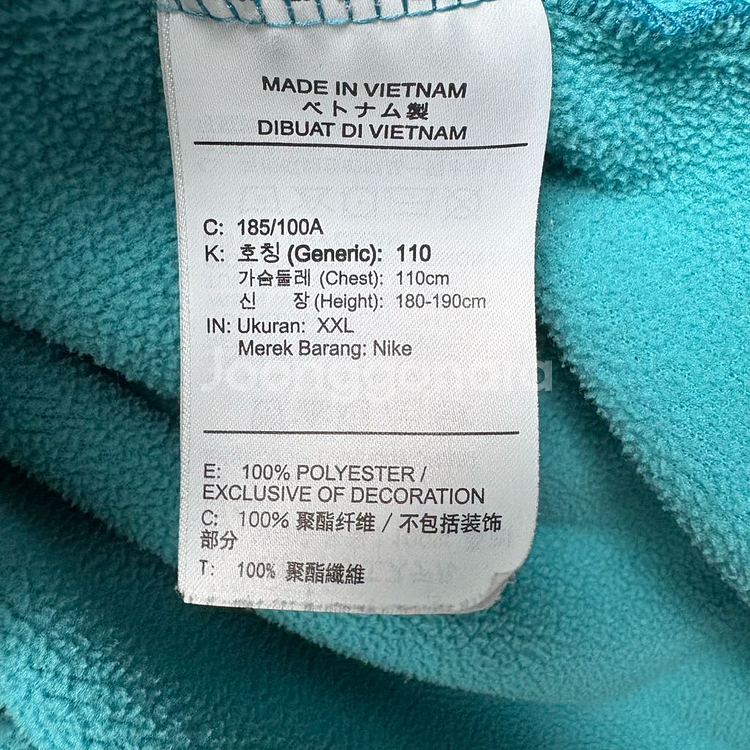 MADE IN VIETNAM
ベトナム製
DIBUAT DI VIETNAM
C: 185/100A
K: 호칭 (Generic): 110
가슴둘레 (Chest): 110cm
신 장 (Height): 180-190cm
IN: Ukuran: XXL
Merek Barang: Nike
Joonggonara
E: 100% POLYESTER /
EXCLUSIVE OF DECORATION
C: 100% 聚酯纤维 / 不包括装饰
部分
T: 100% 聚酯纖維